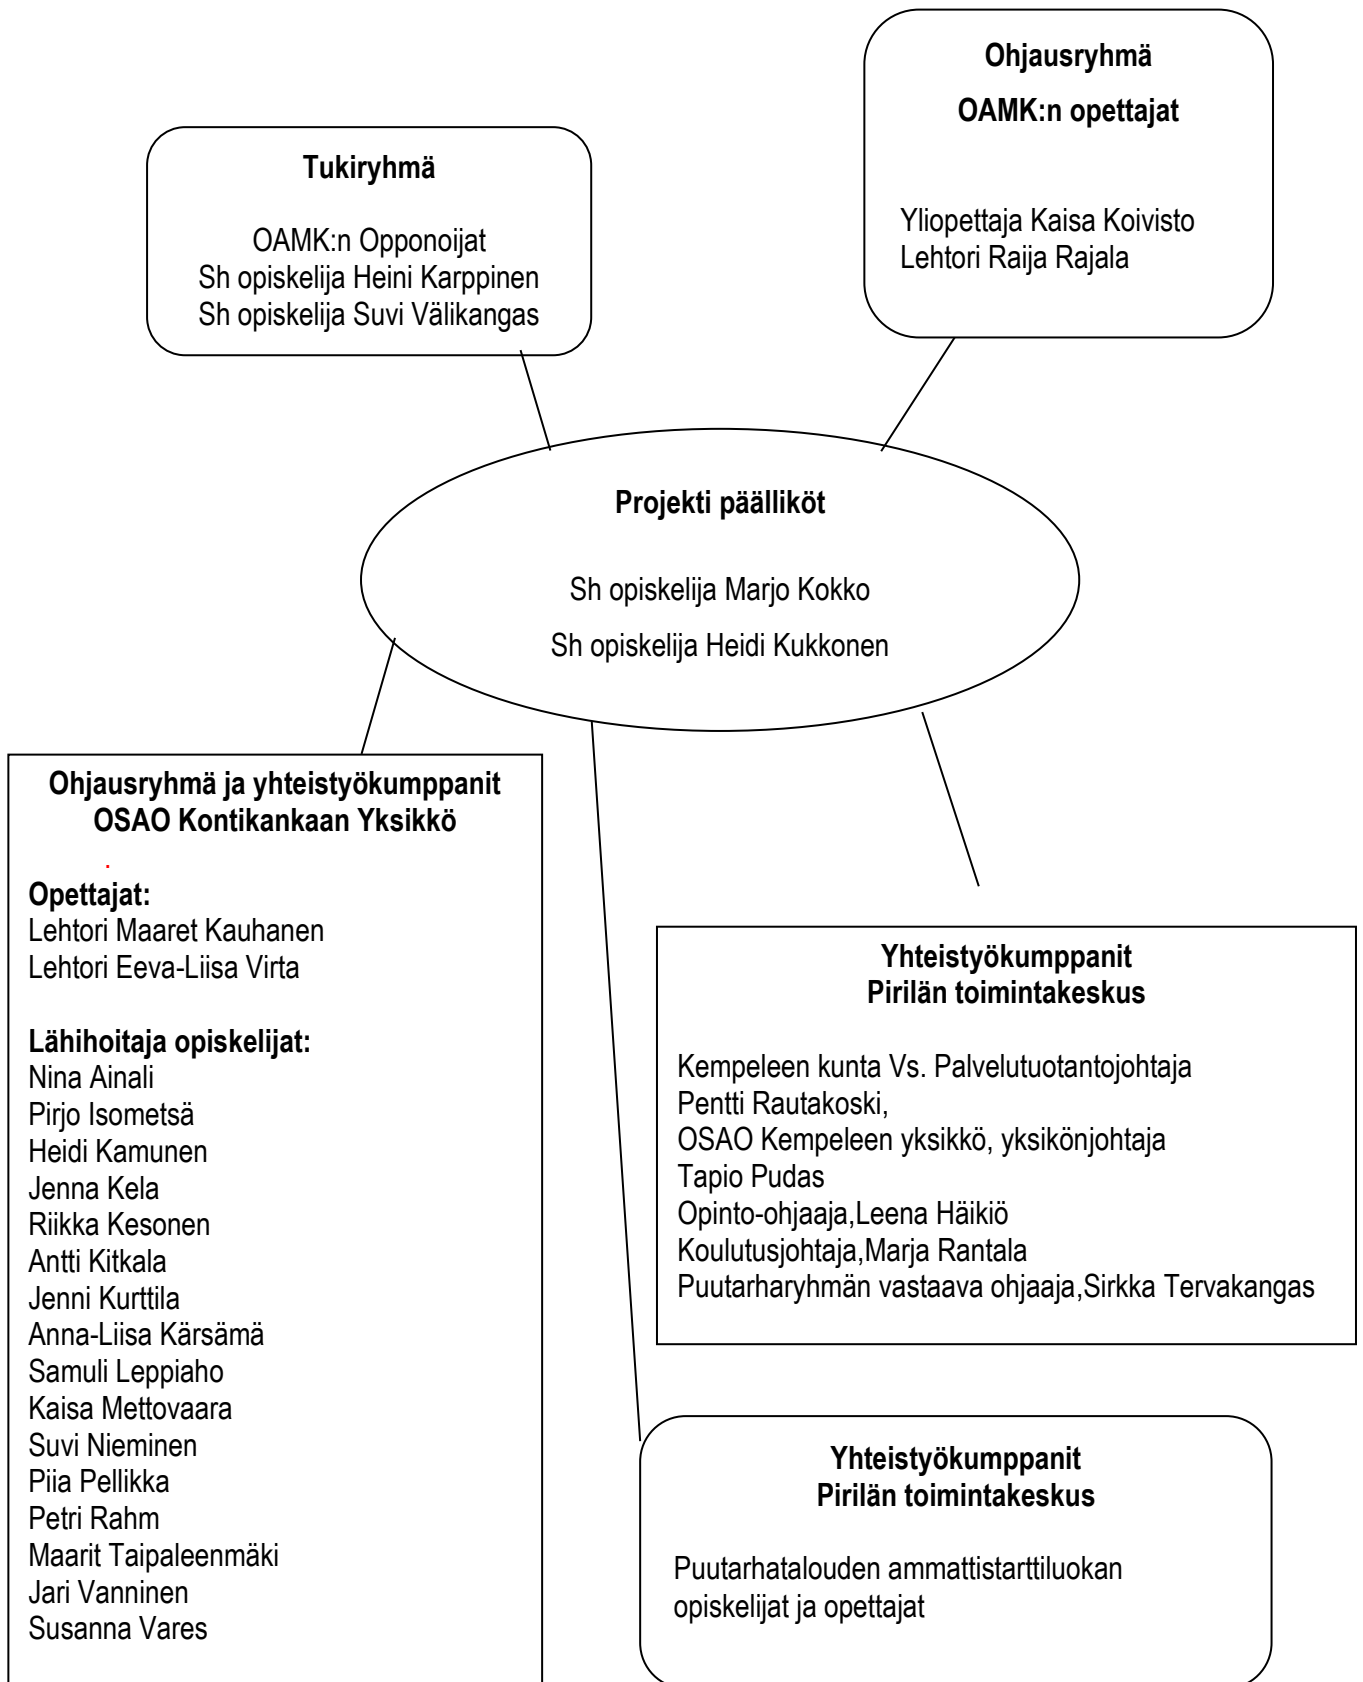 Ohjausryhmä
OAMK:n opettajat
Yliopettaja Kaisa Koivisto
Lehtori Raija Rajala
Tukiryhmä
OAMK:n Opponoijat
Sh opiskelija Heini Karppinen
Sh opiskelija Suvi Välikangas
Projekti päälliköt
Sh opiskelija Marjo Kokko
Sh opiskelija Heidi Kukkonen
Ohjausryhmä ja yhteistyökumppanit
OSAO Kontikankaan Yksikkö
.
Opettajat:
Lehtori Maaret Kauhanen
Lehtori Eeva-Liisa Virta
Lähihoitaja opiskelijat:
Nina Ainali
Pirjo Isometsä
Heidi Kamunen
Jenna Kela
Riikka Kesonen
Antti Kitkala
Jenni Kurttila
Anna-Liisa Kärsämä
Samuli Leppiaho
Kaisa Mettovaara
Suvi Nieminen
Piia Pellikka
Petri Rahm
Maarit Taipaleenmäki
Jari Vanninen
Susanna Vares
Yhteistyökumppanit
Pirilän toimintakeskus
Kempeleen kunta Vs. Palvelutuotantojohtaja
Pentti Rautakoski,
OSAO Kempeleen yksikkö, yksikönjohtaja
Tapio Pudas
Opinto-ohjaaja,Leena Häikiö
Koulutusjohtaja,Marja Rantala
Puutarharyhmän vastaava ohjaaja,Sirkka Tervakangas
Yhteistyökumppanit
Pirilän toimintakeskus
Puutarhatalouden ammattistarttiluokan
opiskelijat ja opettajat